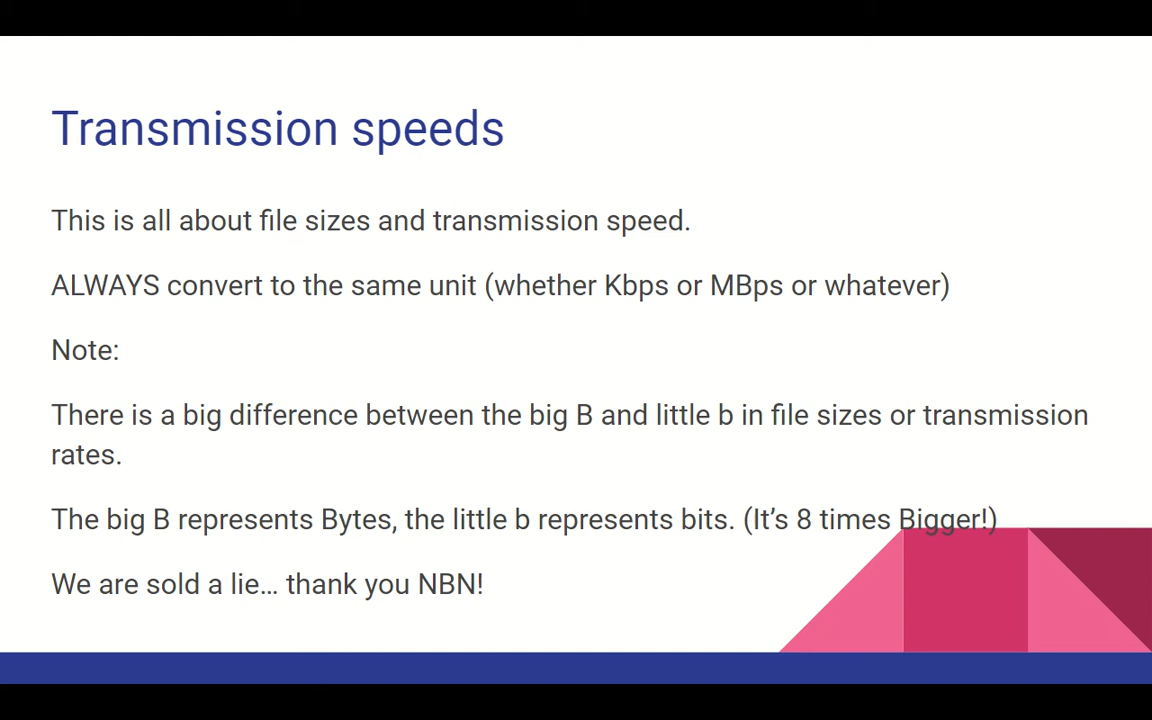 Transmission speeds
This is all about file sizes and transmission speed.
ALWAYS convert to the same unit (whether Kbps or MBps or whatever)
Note:
There is a big difference between the big B and little b in file sizes or transmission
rates.
The big B represents Bytes, the little b represents bits. (It’s 8 times Bigger!)
We are sold a lie... thank you NBN!